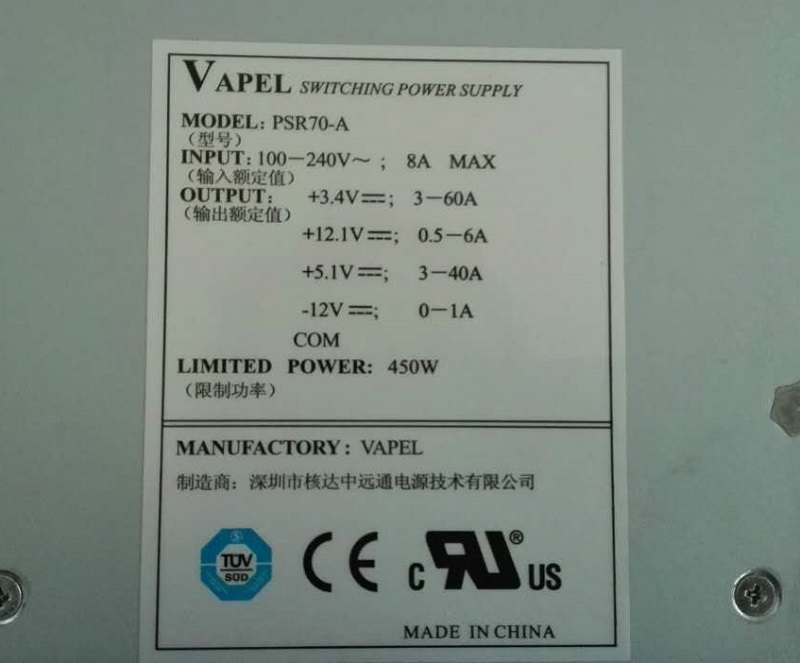 VAPEL SWITCHING POWER SUPPLY
MODEL: PSR70-A
（型号）
INPUT: 100－240V～ ; 8A MAX
（输入额定值）
OUTPUT: +3.4V⎓; 3－60A
（输出额定值）
+12.1V⎓; 0.5－6A
+5.1V⎓; 3－40A
-12V⎓; 0－1A
COM
LIMITED POWER: 450W
（限制功率）
MANUFACTORY: VAPEL
制造商：深圳市核达中远通电源技术有限公司
TÜV
SÜD
CE
c RU® US
MADE IN CHINA